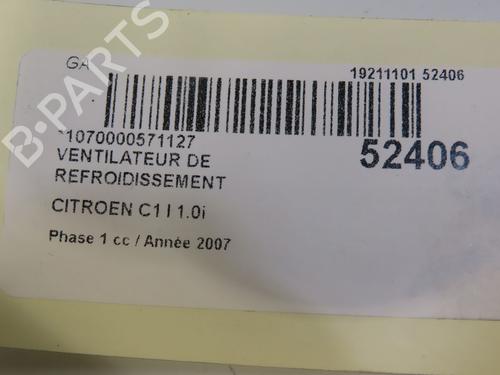 GA
19211101 52406
*1070000571127
VENTILATEUR DE
REFROIDISSEMENT
52406
CITROEN C1 I 1.0i
Phase 1 cc / Année 2007
B-PARTS